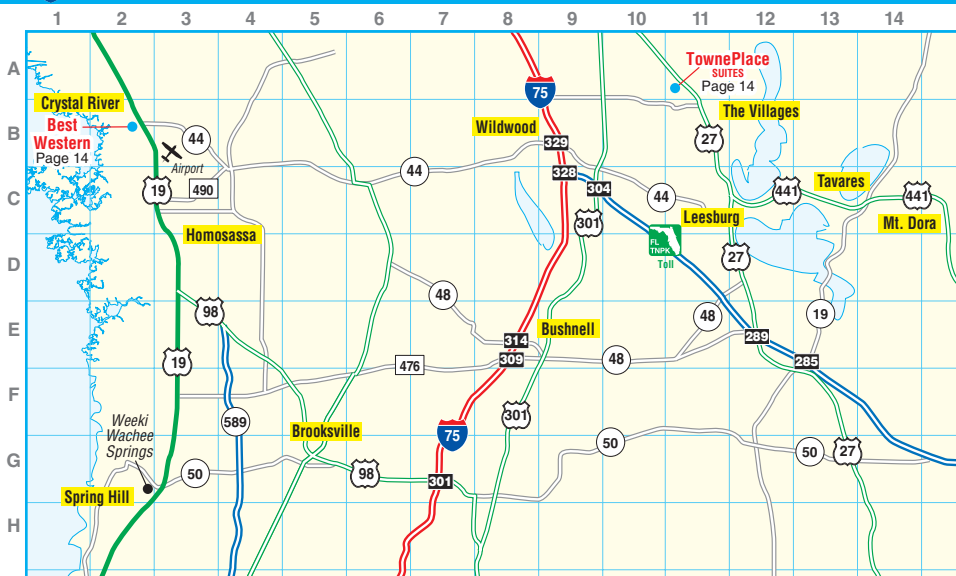 1 2 3 4 5 6 7 8 9 10 11 12 13 14
A
B
C
D
E
F
G
H
Crystal River
Best
Western
Page 14
44
Airport
19
490
Homosassa
TownePlace
SUITES
Page 14
The Villages
75
Wildwood
329
328
304
44
44
27
441
Tavares
441
Mt. Dora
Leesburg
301
FL
TNPK
Toll
27
98
48
48
19
19
Bushnell
314
309
48
289
285
476
589
301
Weeki
Wachee
Springs
Brooksville
75
50
50
27
50
98
301
Spring Hill